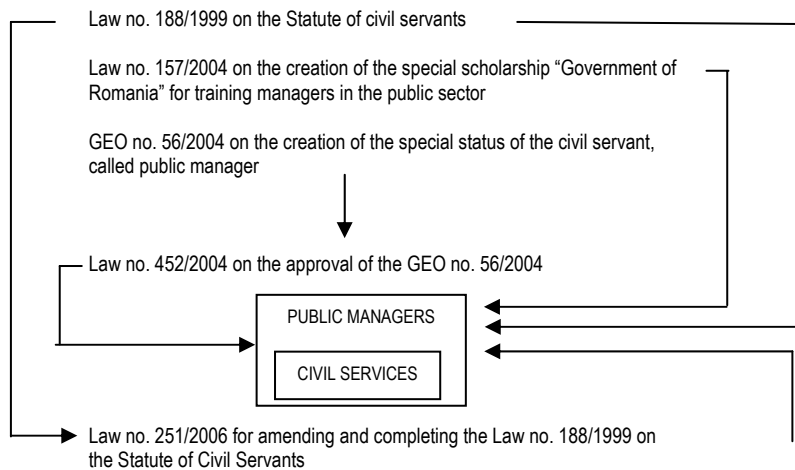 Law no. 188/1999 on the Statute of civil servants
Law no. 157/2004 on the creation of the special scholarship “Government of
Romania” for training managers in the public sector
GEO no. 56/2004 on the creation of the special status of the civil servant,
called public manager
Law no. 452/2004 on the approval of the GEO no. 56/2004
PUBLIC MANAGERS
CIVIL SERVICES
Law no. 251/2006 for amending and completing the Law no. 188/1999 on
the Statute of Civil Servants